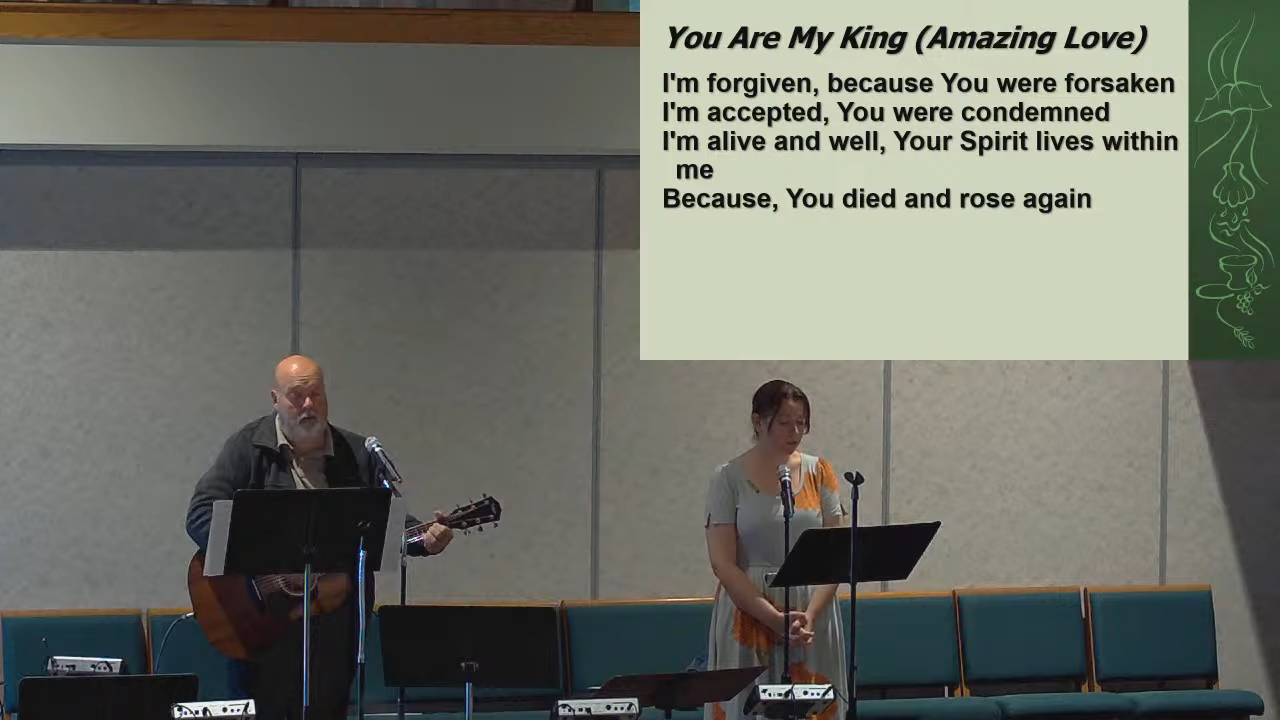 You Are My King (Amazing Love)
I'm forgiven, because You were forsaken
I'm accepted, You were condemned
I'm alive and well, Your Spirit lives within
me
Because, You died and rose again